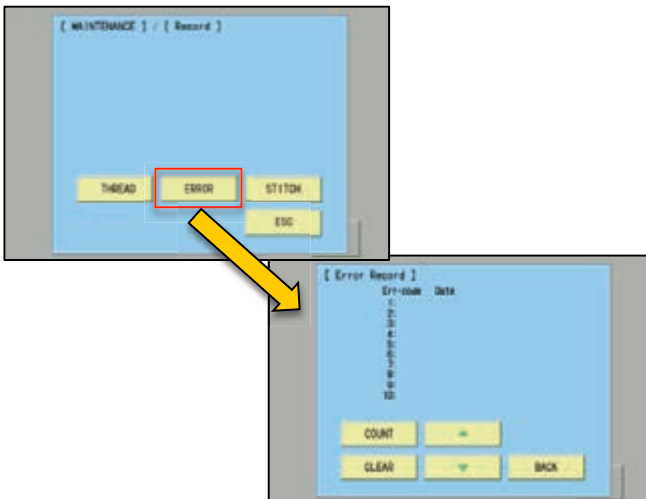 [ MAINTENANCE ] / [ Record ]
THREAD ERROR STITCH
ESC
[ Error Record ]
Date
1:
2:
3:
4:
5:
6:
7:
8:
9:
10:
COUNT
CLEAR BACK